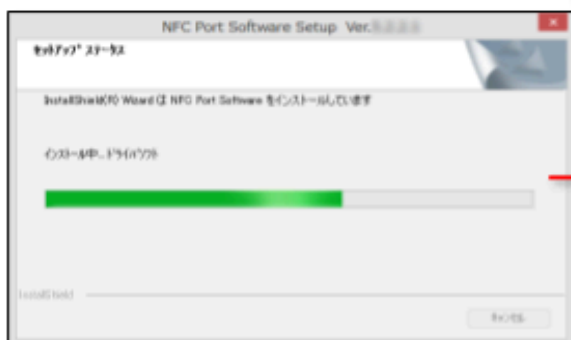 NFC Port Software Setup Ver.
セットアップ ステータス
InstallShield(R) Wizard は NFC Port Software をインストールしています
インストール中... ドライバソフト
InstallShield
キャンセル